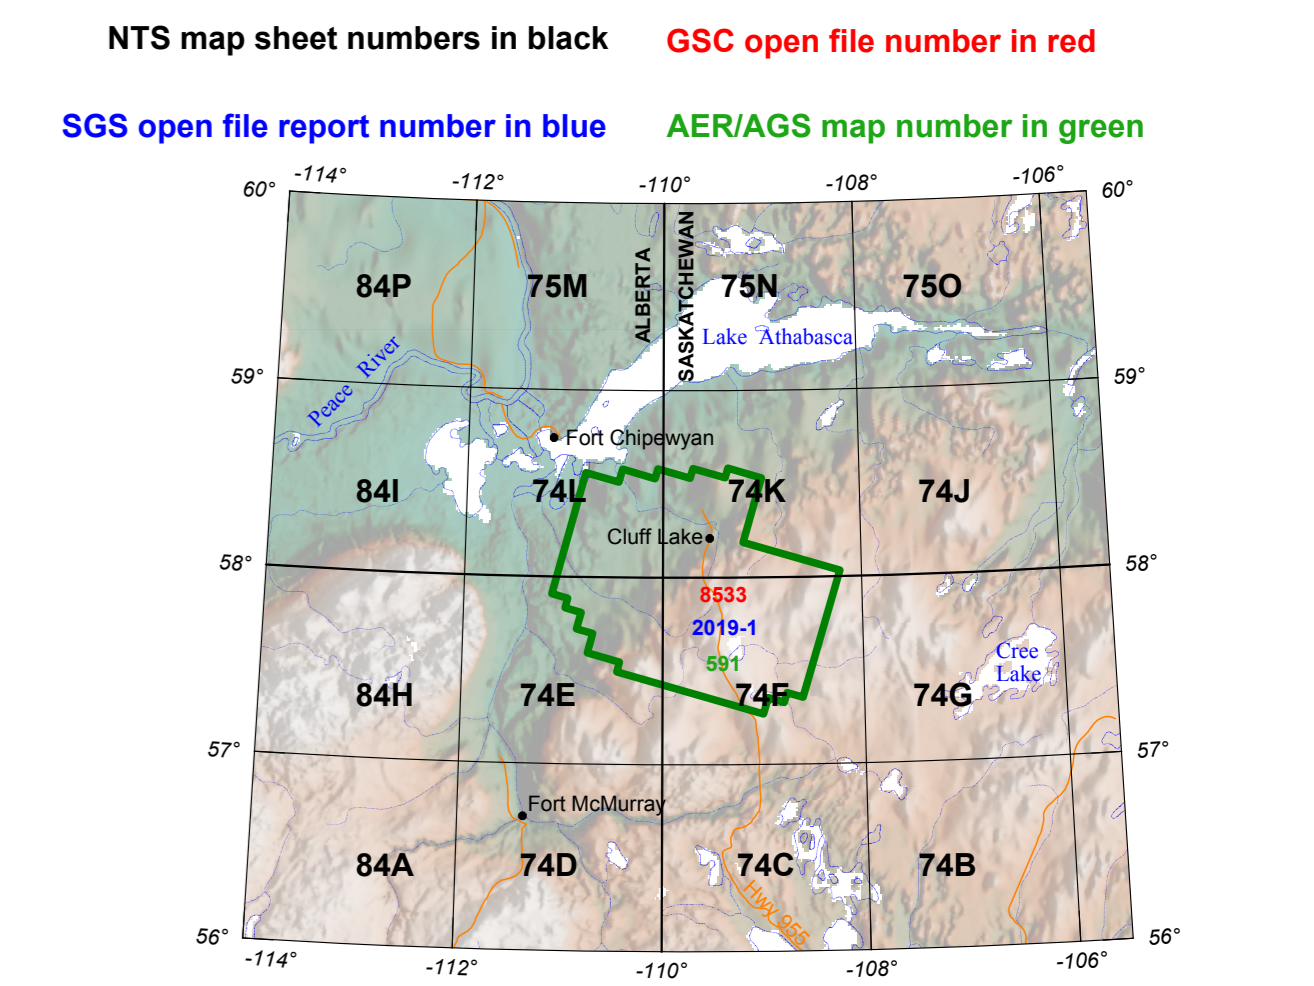 NTS map sheet numbers in black
GSC open file number in red
SGS open file report number in blue
AER/AGS map number in green
-114°
-112°
-110°
-108°
-106°
60°
60°
ALBERTA
SASKATCHEWAN
84P
75M
75N
75O
Lake Athabasca
Peace River
59°
59°
Fort Chipewyan
84I
74L
74K
74J
Cluff Lake
58°
58°
8533
2019-1
591
Cree
Lake
84H
74E
74F
74G
57°
57°
Fort McMurray
84A
74D
74C
74B
Hwy 955
56°
56°
-114°
-112°
-110°
-108°
-106°